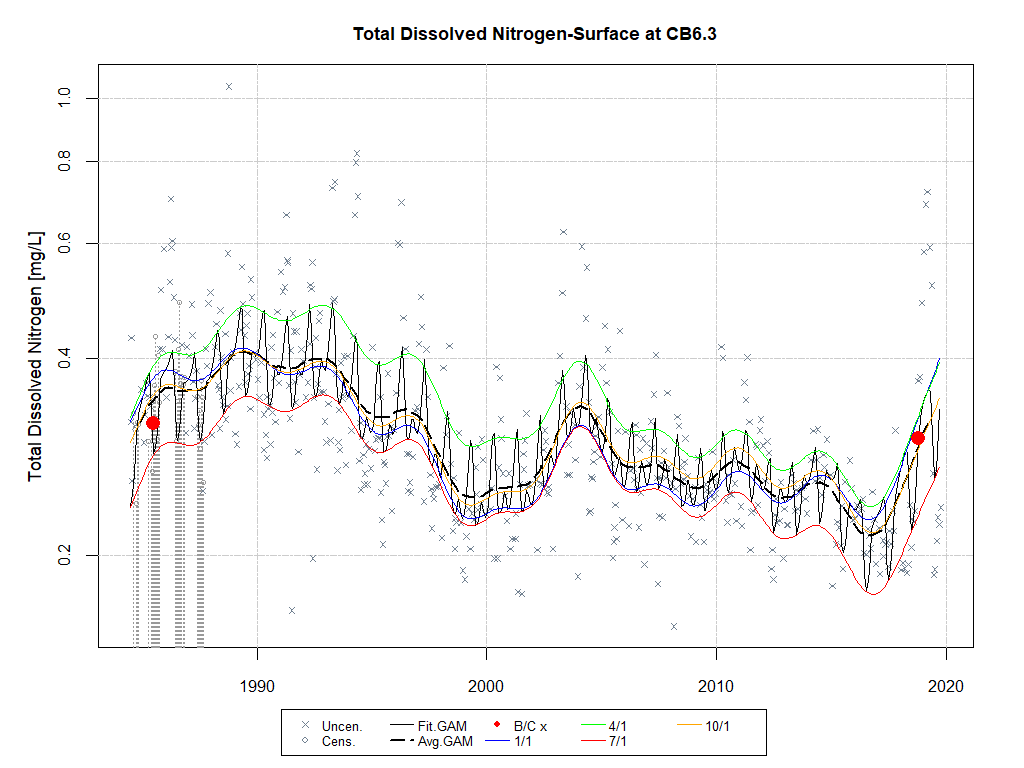 Total Dissolved Nitrogen-Surface at CB6.3
Total Dissolved Nitrogen [mg/L]
1.0
0.8
0.6
0.4
0.2
1990 2000 2010 2020
Uncen. Fit.GAM B/C x 4/1 10/1
Cens. Avg.GAM 1/1 7/1